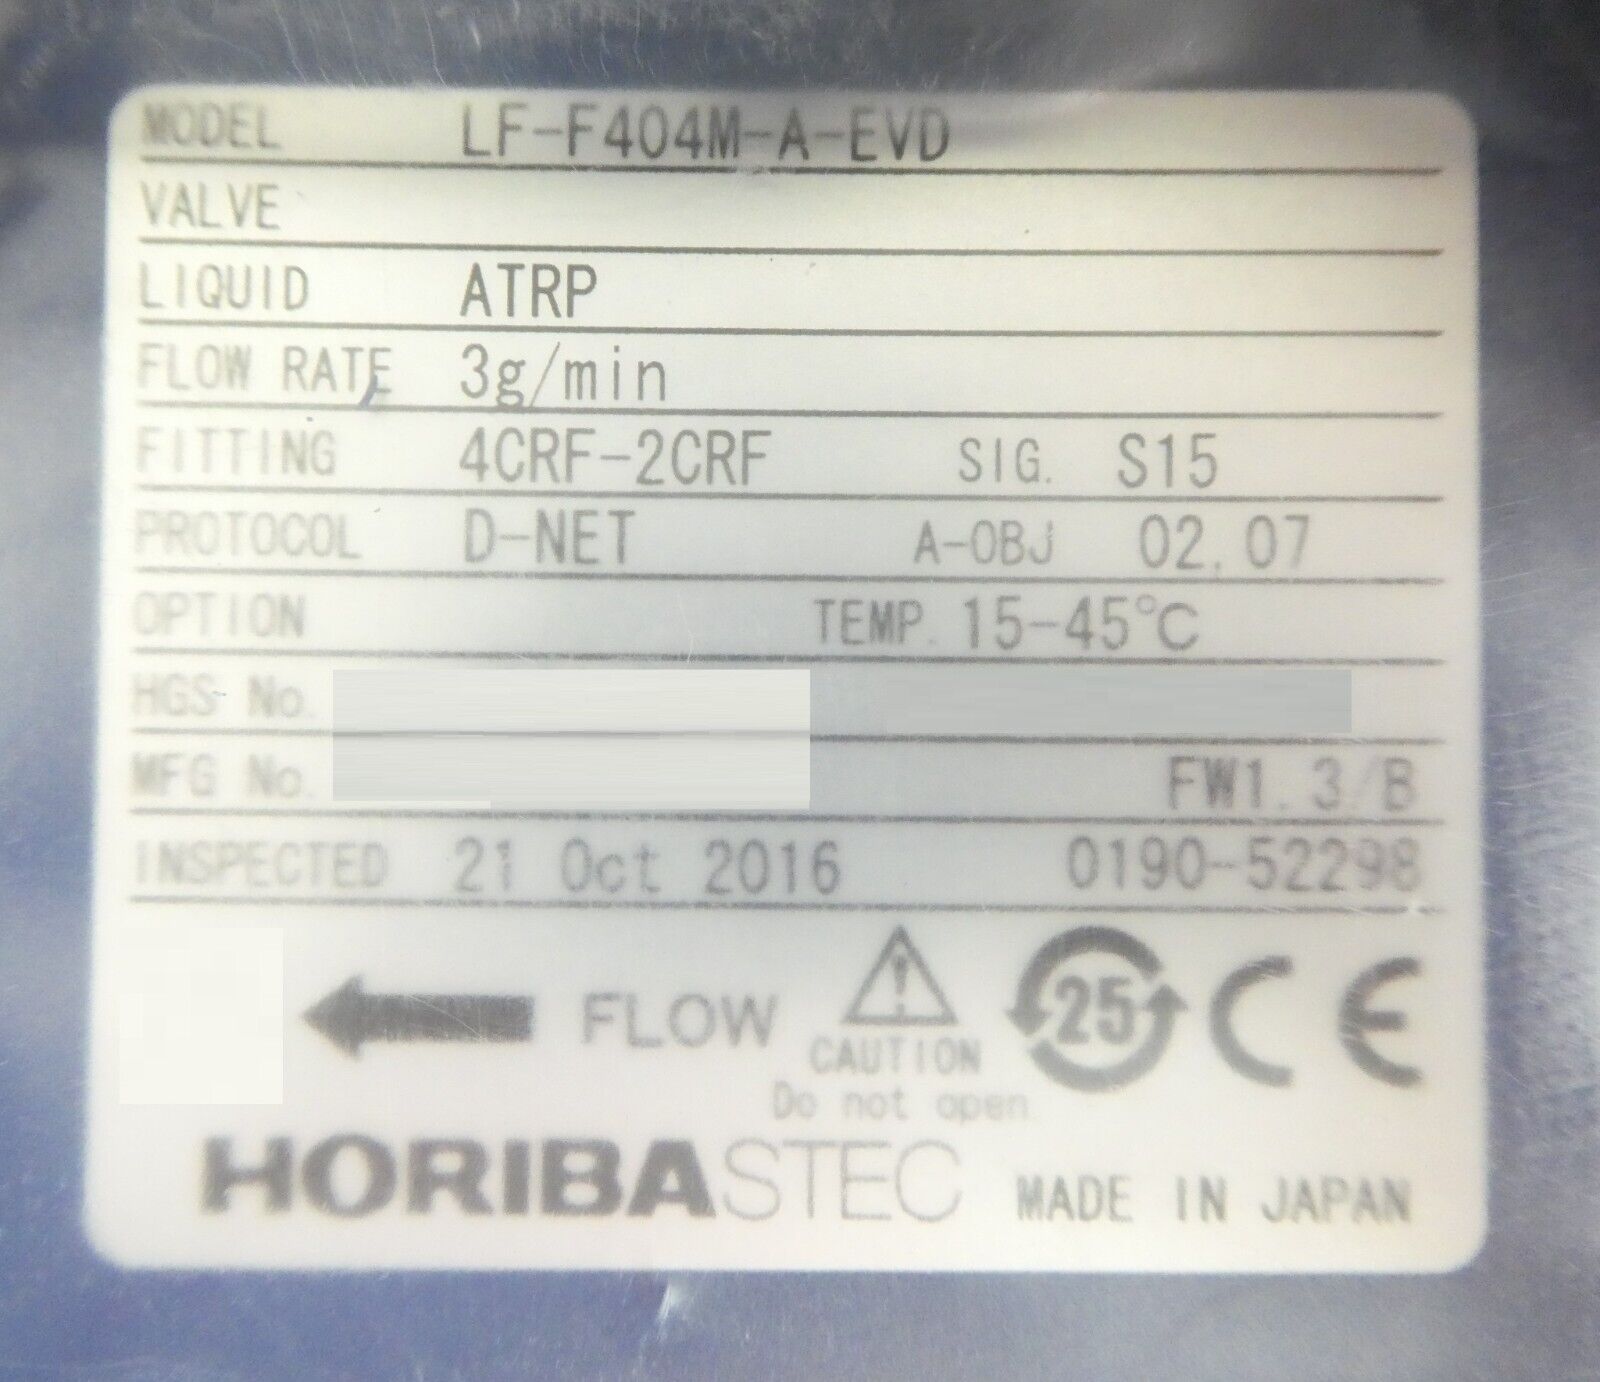 MODEL LF-F404M-A-EVD
VALVE
LIQUID ATRP
FLOW RATE 3g/min
FITTING 4CRF-2CRF SIG. S15
PROTOCOL D-NET A-OBJ 02.07
OPTION TEMP. 15-45℃
HGS No.
MFG No. FW1.3/B
INSPECTED 21 Oct 2016 0190-52298
FLOW
CAUTION
Do not open
25
CE
HORIBASTEC MADE IN JAPAN